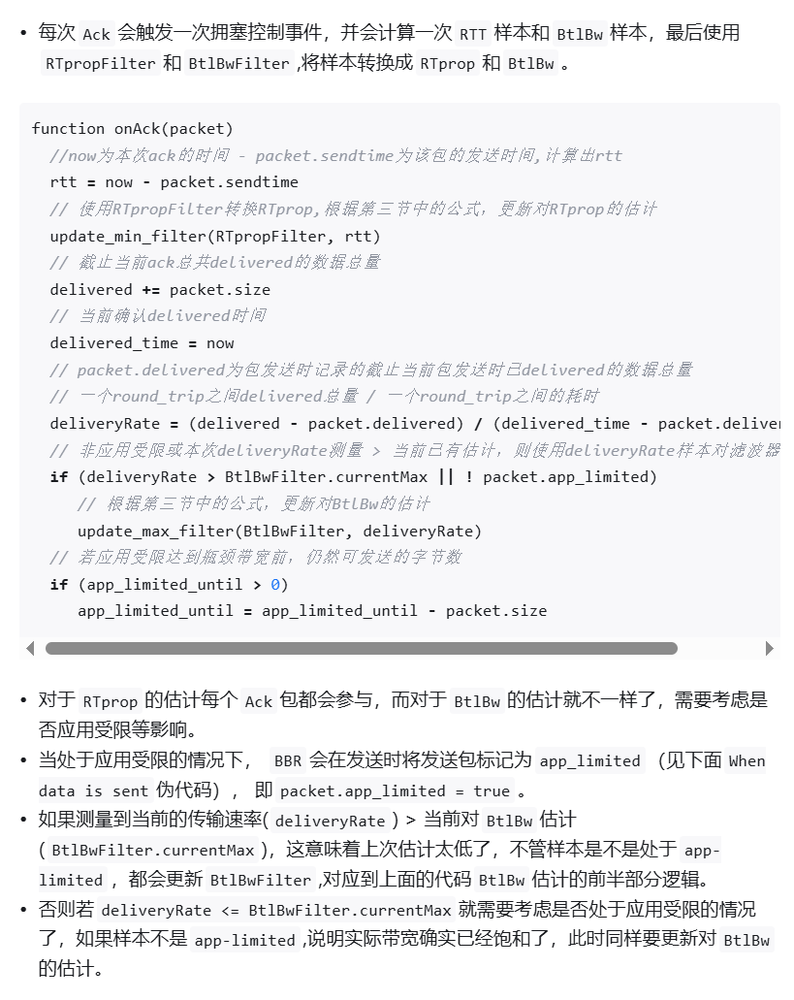 • 每次 Ack 会触发一次拥塞控制事件，并会计算一次 RTT 样本和 BtlBw 样本，最后使用
RTpropFilter 和 BtlBwFilter ,将样本转换成 RTprop 和 BtlBw 。
function onAck(packet)
//now为本次ack的时间 - packet.sendtime为该包的发送时间,计算出rtt
rtt = now - packet.sendtime
// 使用RTpropFilter转换RTprop,根据第三节中的公式，更新对RTprop的估计
update_min_filter(RTpropFilter, rtt)
// 截止当前ack总共delivered的数据总量
delivered += packet.size
// 当前确认delivered时间
delivered_time = now
// packet.delivered为包发送时记录的截止当前包发送时已delivered的数据总量
// 一个round_trip之间delivered总量 / 一个round_trip之间的耗时
deliveryRate = (delivered - packet.delivered) / (delivered_time - packet.deliver
// 非应用受限或本次deliveryRate测量 > 当前已有估计，则使用deliveryRate样本对滤波器
if (deliveryRate > BtlBwFilter.currentMax || ! packet.app_limited)
// 根据第三节中的公式，更新对BtlBw的估计
update_max_filter(BtlBwFilter, deliveryRate)
// 若应用受限达到瓶颈带宽前，仍然可发送的字节数
if (app_limited_until > 0)
app_limited_until = app_limited_until - packet.size
• 对于 RTprop 的估计每个 Ack 包都会参与，而对于 BtlBw 的估计就不一样了，需要考虑是
否应用受限等影响。
• 当处于应用受限的情况下， BBR 会在发送时将发送包标记为 app_limited （见下面 When
data is sent 伪代码）， 即 packet.app_limited = true 。
• 如果测量到当前的传输速率( deliveryRate ) > 当前对 BtlBw 估计
( BtlBwFilter.currentMax )，这意味着上次估计太低了，不管样本是不是处于 app-
limited ，都会更新 BtlBwFilter ,对应到上面的代码 BtlBw 估计的前半部分逻辑。
• 否则若 deliveryRate <= BtlBwFilter.currentMax 就需要考虑是否处于应用受限的情况
了，如果样本不是 app-limited ,说明实际带宽确实已经饱和了，此时同样要更新对 BtlBw
的估计。